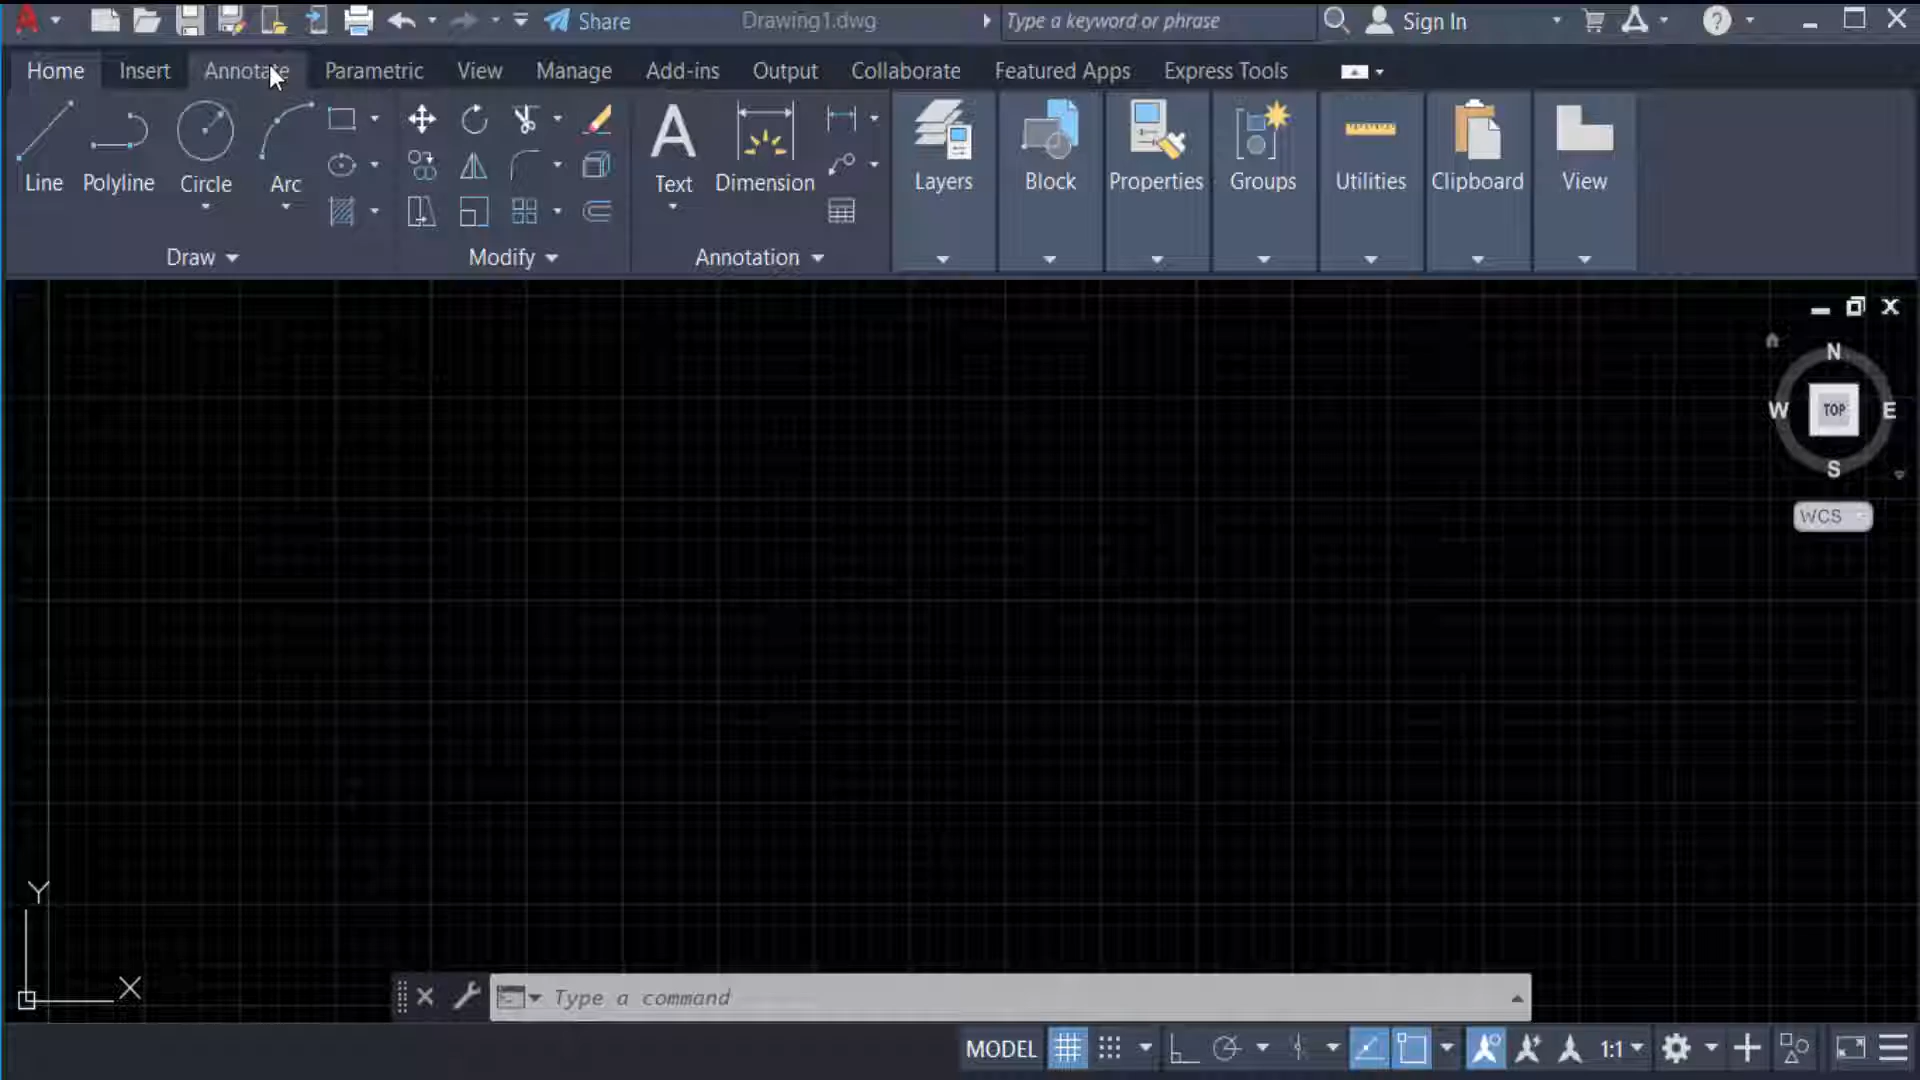 Share
Drawing1.dwg
Type a keyword or phrase
Sign In
Home
Insert
Annotate
Parametric
View
Manage
Add-ins
Output
Collaborate
Featured Apps
Express Tools
Line
Polyline
Circle
Arc
Draw
Modify
A
Text
Dimension
Annotation
Layers
Block
Properties
Groups
Utilities
Clipboard
View
N
W
TOP
E
S
WCS
Y
X
Type a command
MODEL
1:1